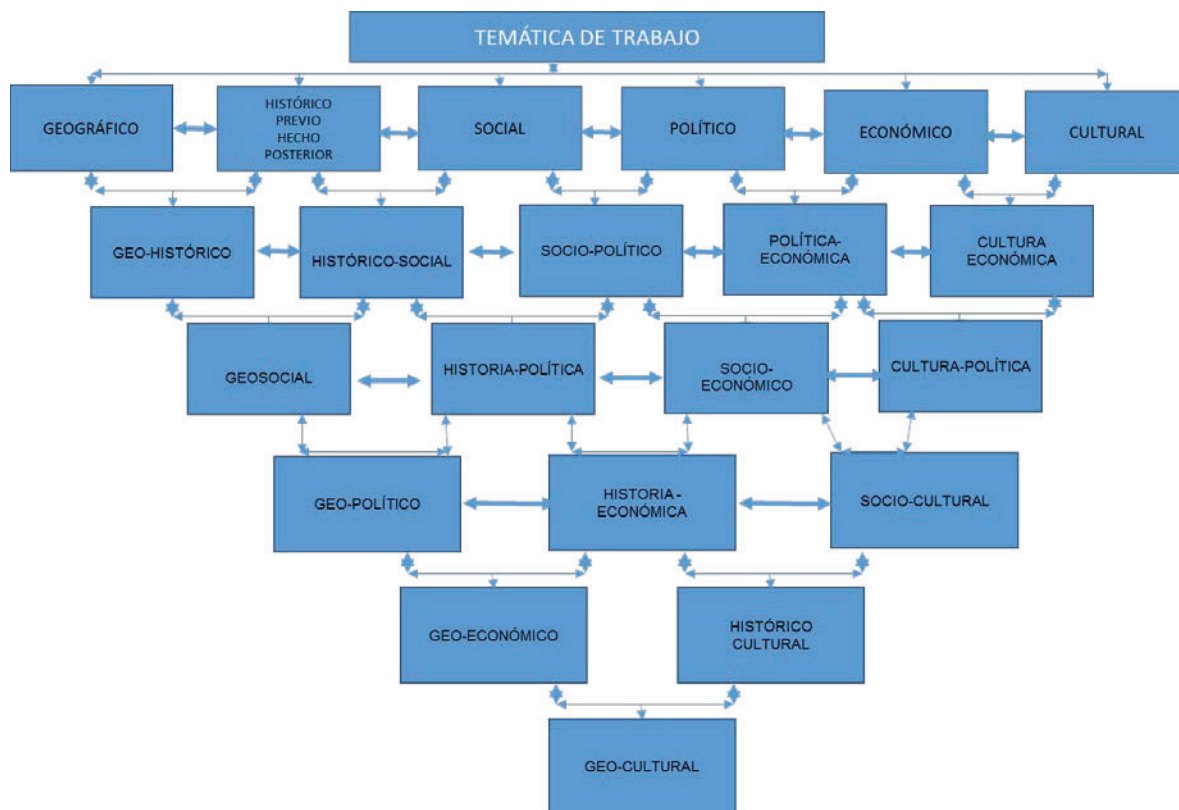 TEMÁTICA DE TRABAJO
GEOGRÁFICO
HISTÓRICO
PREVIO
HECHO
POSTERIOR
SOCIAL
POLÍTICO
ECONÓMICO
CULTURAL
GEO-HISTÓRICO
HISTÓRICO-SOCIAL
SOCIO-POLÍTICO
POLÍTICA-
ECONÓMICA
CULTURA
ECONÓMICA
GEOSOCIAL
HISTORIA-POLÍTICA
SOCIO-
ECONÓMICO
CULTURA-POLÍTICA
GEO-POLÍTICO
HISTORIA -
ECONÓMICA
SOCIO-CULTURAL
GEO-ECONÓMICO
HISTÓRICO
CULTURAL
GEO-CULTURAL